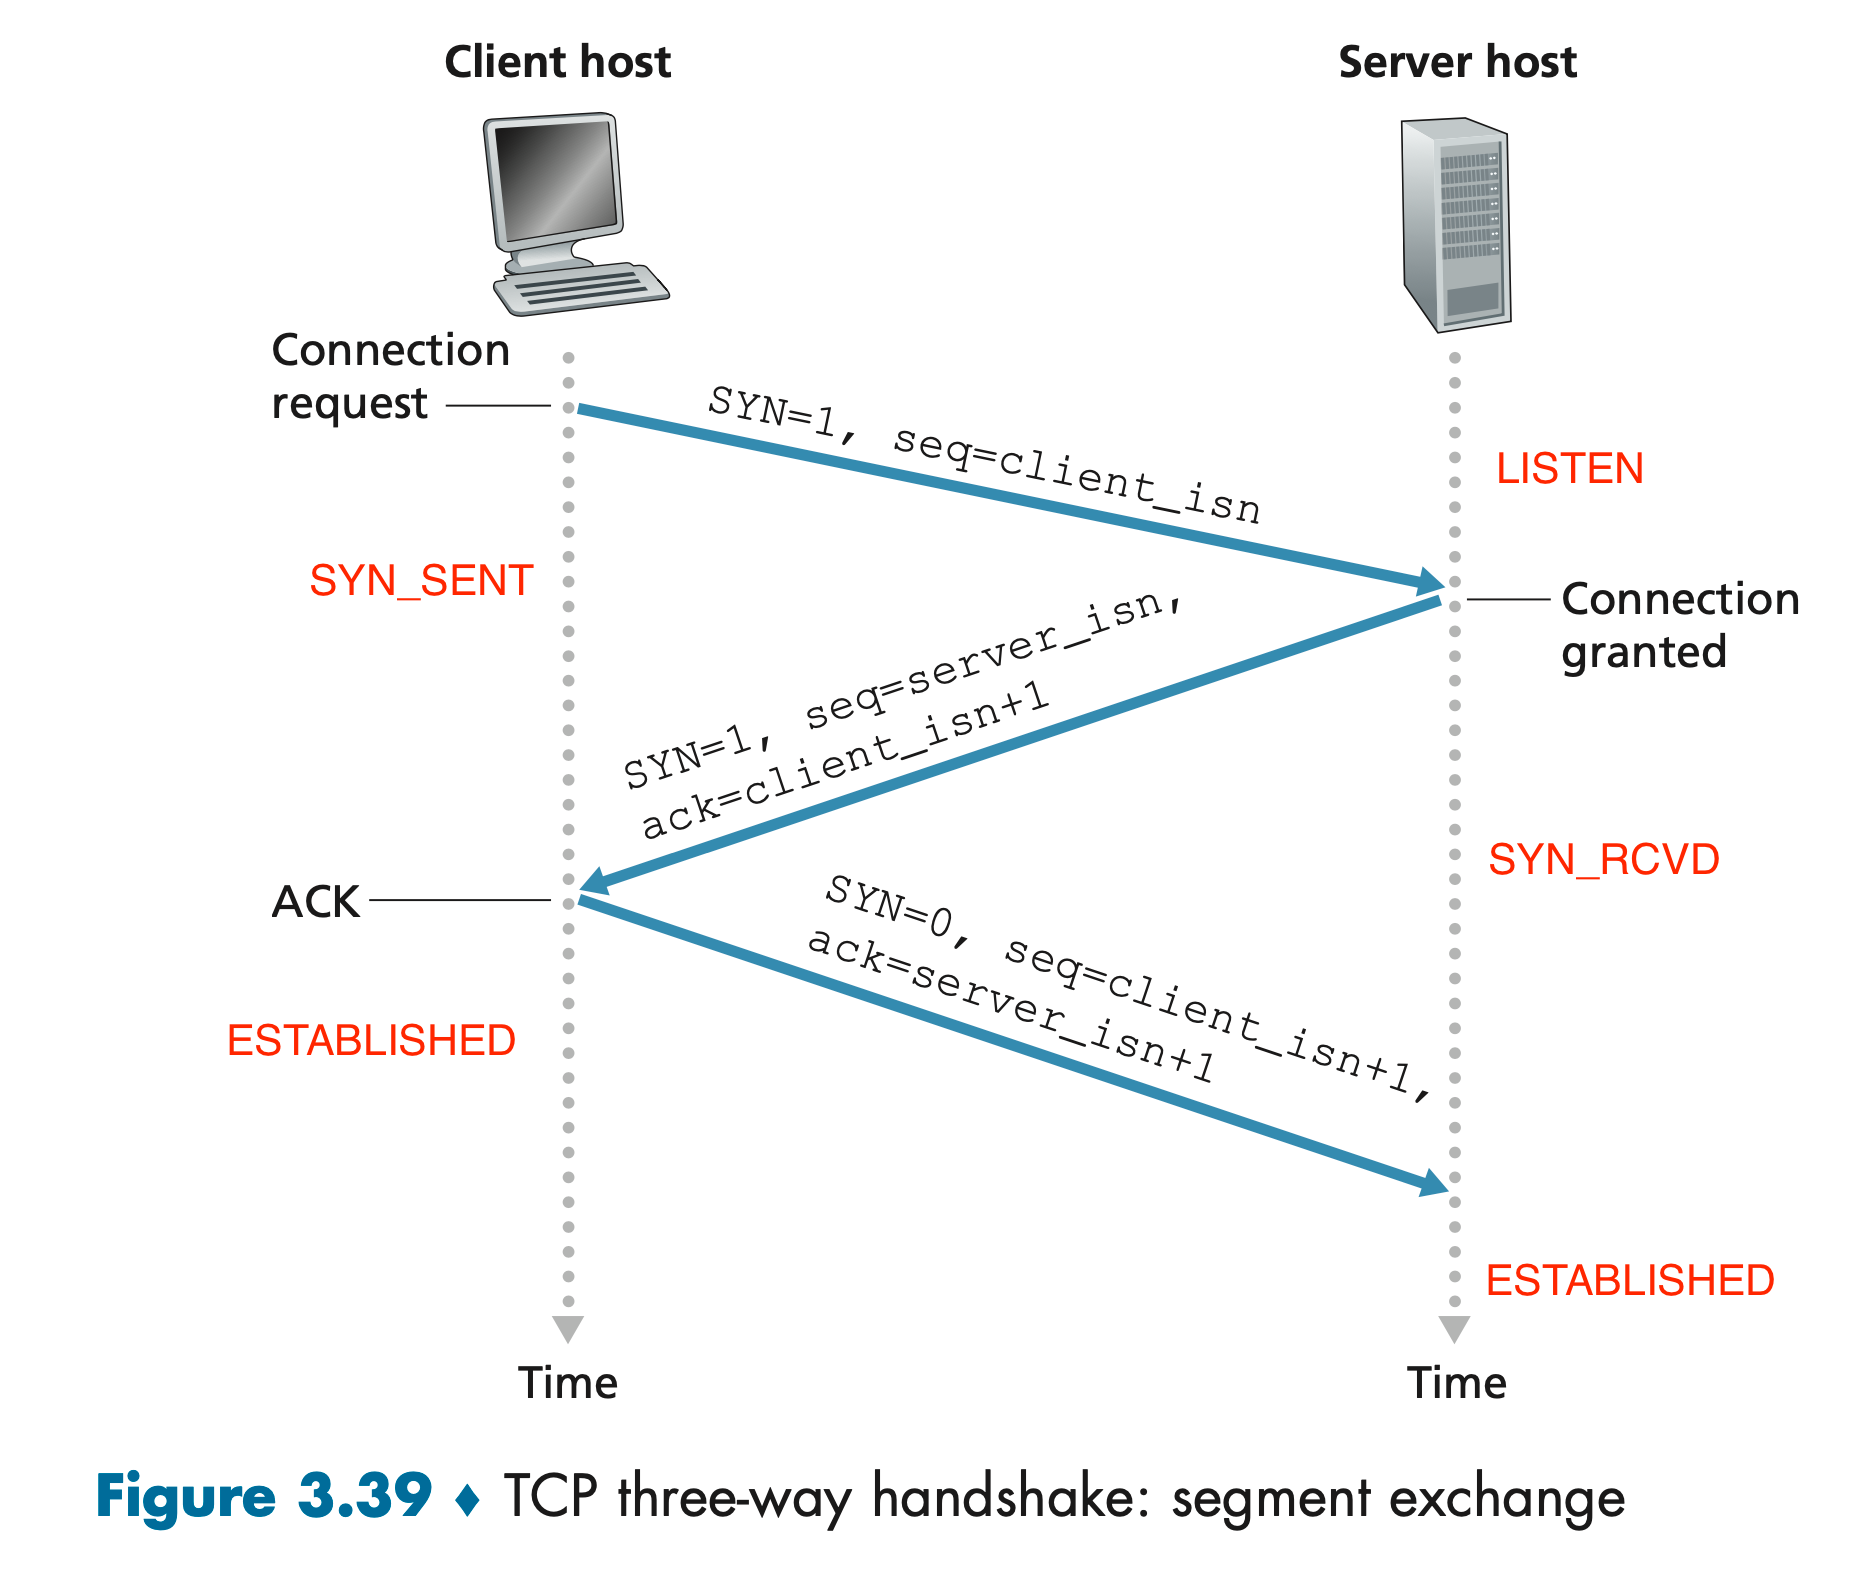 Client host
Server host
Connection
request
SYN=1, seq=client_isn
LISTEN
SYN_SENT
Connection
granted
SYN=1, seq=server_isn,
ack=client_isn+1
SYN_RCVD
ACK
SYN=0, seq=client_isn+1,
ack=server_isn+1
ESTABLISHED
ESTABLISHED
Time
Time
Figure 3.39 ♦ TCP three-way handshake: segment exchange